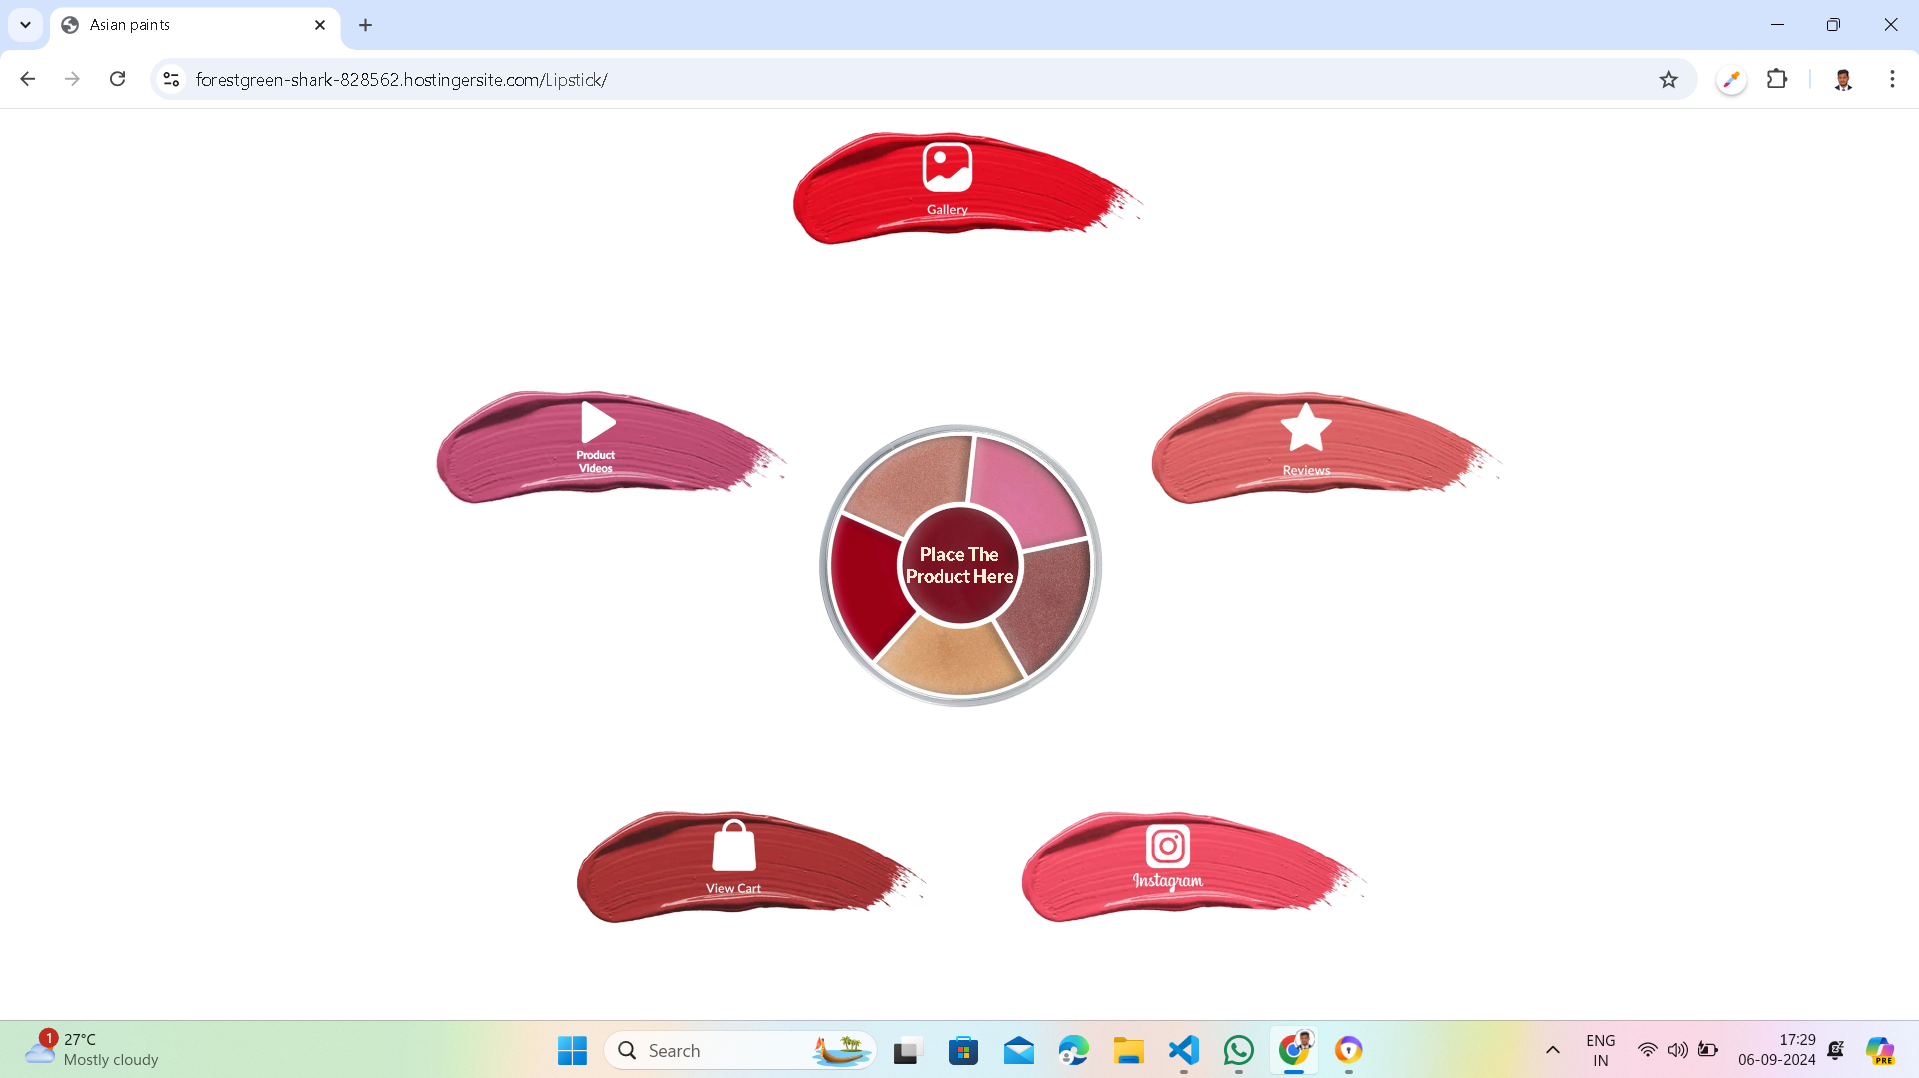 Asian paints
forestgreen-shark-828562.hostingersite.com/Lipstick/
Gallery
Product
Videos
Reviews
Place The
Product Here
View Cart
Instagram
1
27°C
Mostly cloudy
Search
PRE
ENG
IN
17:29
06-09-2024